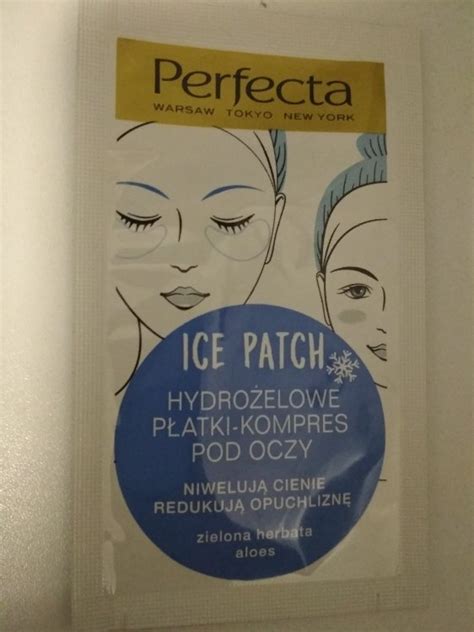 Perfecta
WARSAW TOKYO NEW YORK
ICE PATCH
HYDROŻELOWE
PŁATKI-KOMPRES
POD OCZY
NIWELUJĄ CIENIE
REDUKUJĄ OPUCHLIZNĘ
zielona herbata
aloes